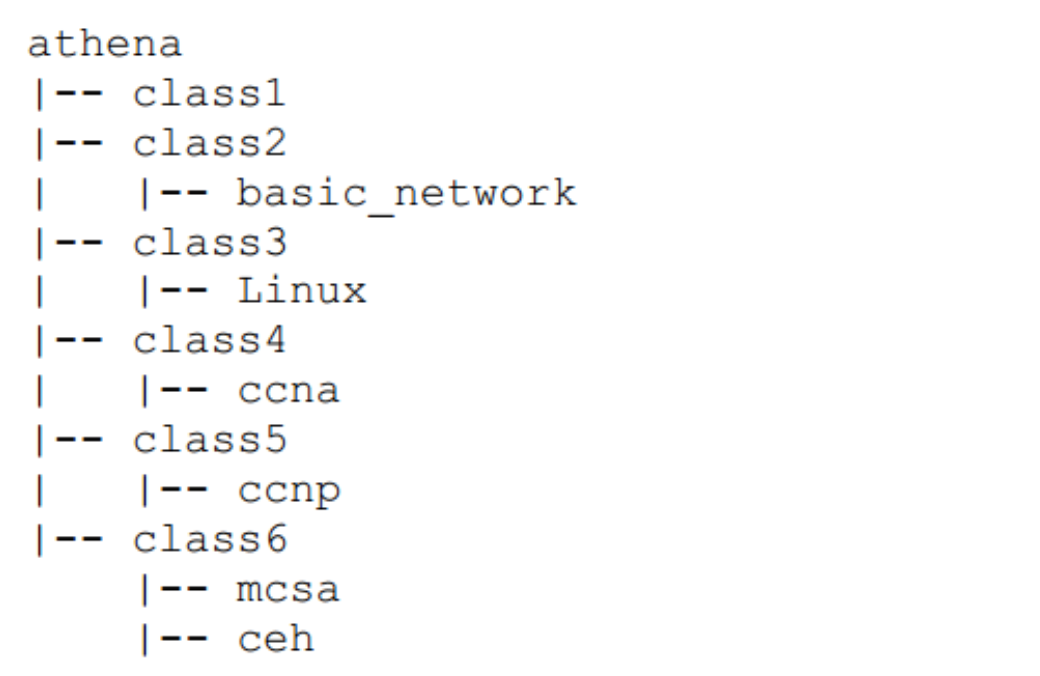 athena
|-- class1
|-- class2
|   |-- basic_network
|-- class3
|   |-- Linux
|-- class4
|   |-- ccna
|-- class5
|   |-- ccnp
|-- class6
    |-- mcsa
    |-- ceh